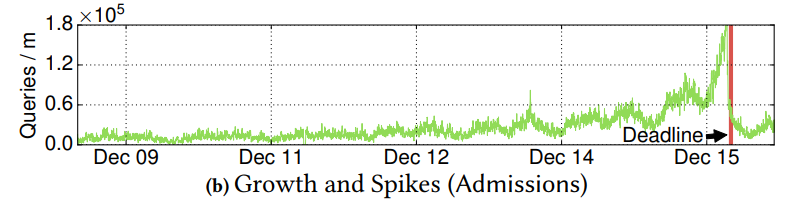 ×10⁵
1.8
1.2
0.6
0.0
Queries / m
Deadline
Dec 09 Dec 11 Dec 12 Dec 14 Dec 15
(b) Growth and Spikes (Admissions)